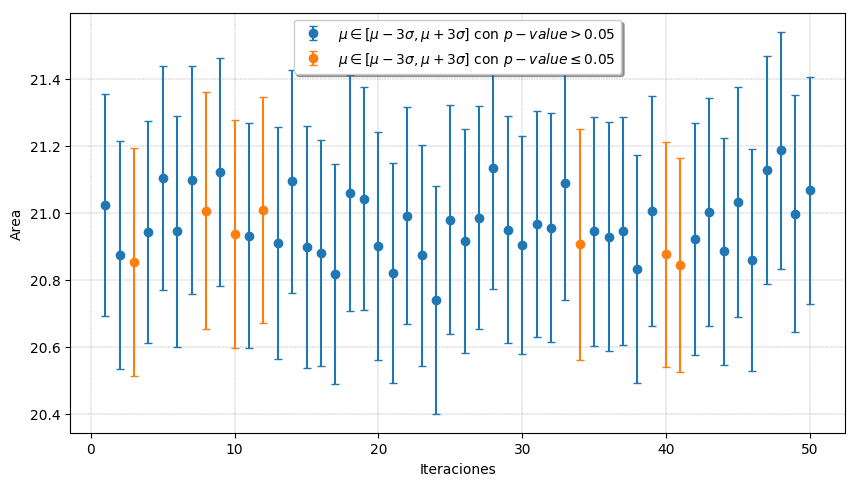 μ ∈ [μ − 3σ, μ + 3σ] con p − value > 0.05
μ ∈ [μ − 3σ, μ + 3σ] con p − value ≤ 0.05
21.4
21.2
21.0
20.8
20.6
20.4
Area
0 10 20 30 40 50
Iteraciones